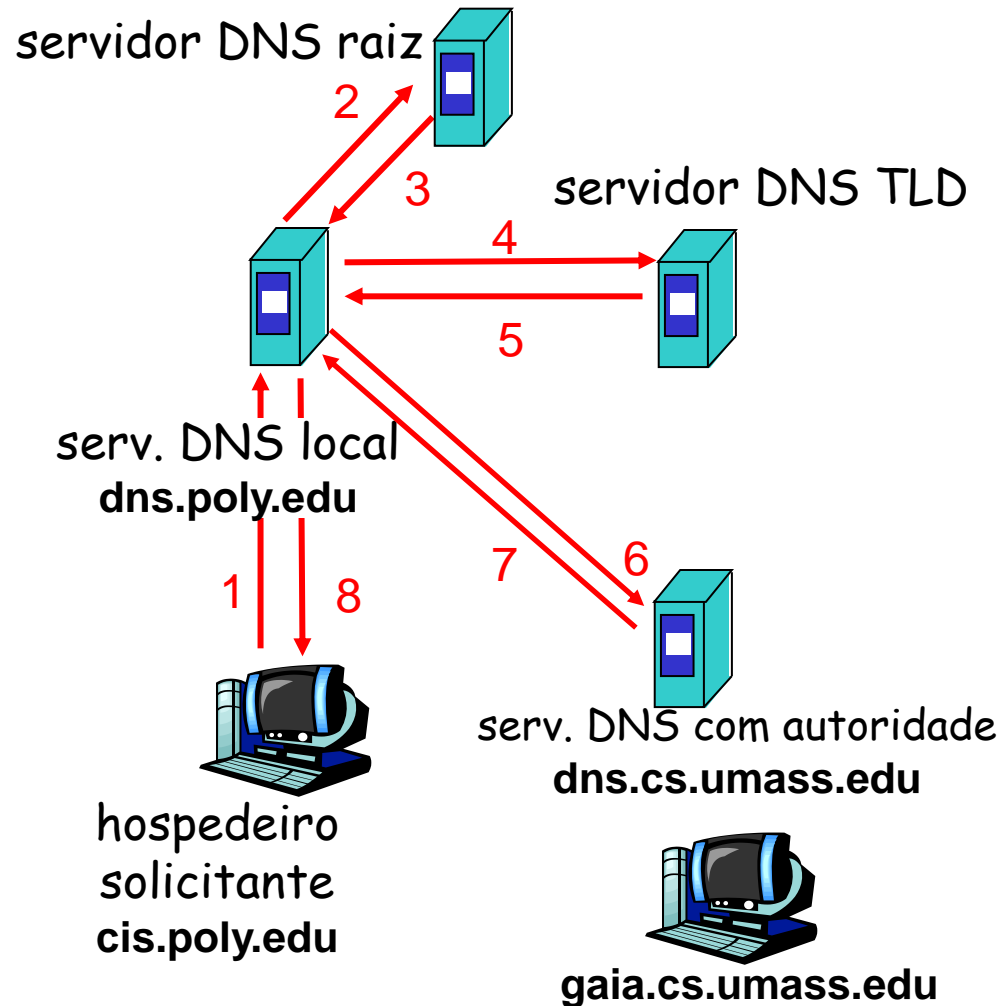 servidor DNS raiz
2
3
servidor DNS TLD
4
5
serv. DNS local
dns.poly.edu
7
6
1
8
serv. DNS com autoridade
dns.cs.umass.edu
hospedeiro
solicitante
cis.poly.edu
gaia.cs.umass.edu